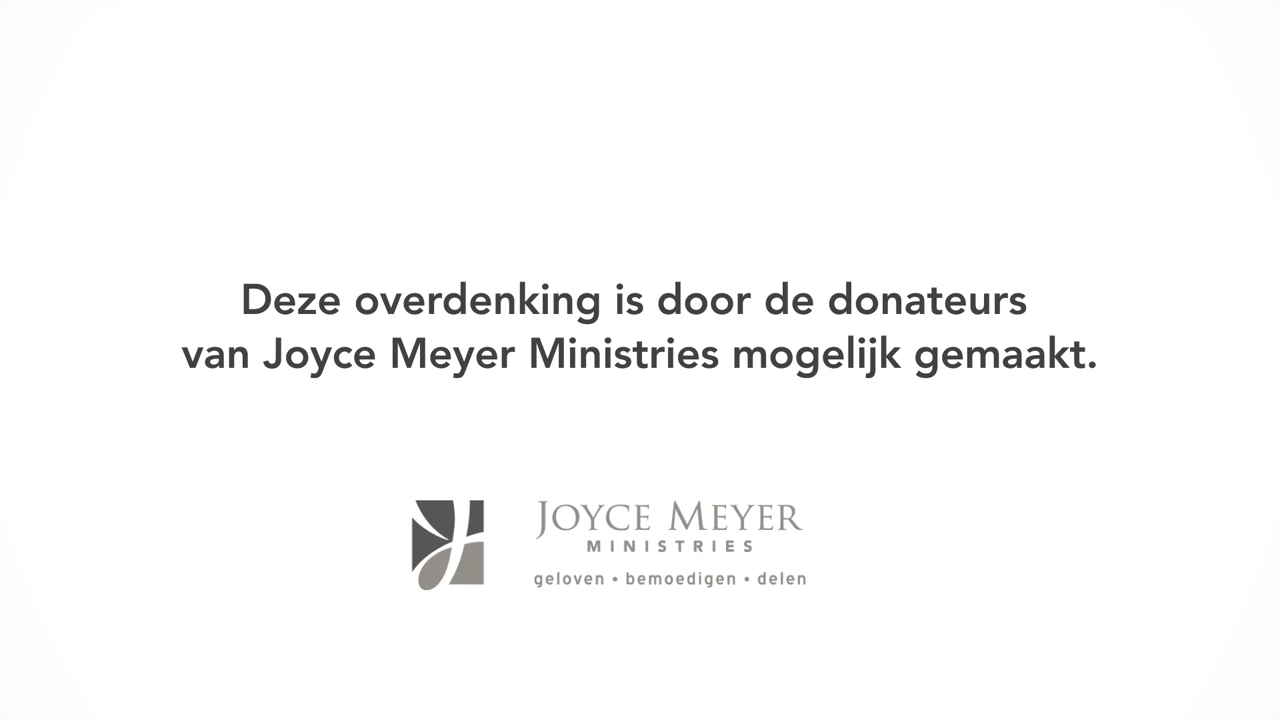 Deze overdenking is door de donateurs
van Joyce Meyer Ministries mogelijk gemaakt.
JOYCE MEYER
MINISTRIES
geloven • bemoedigen • delen